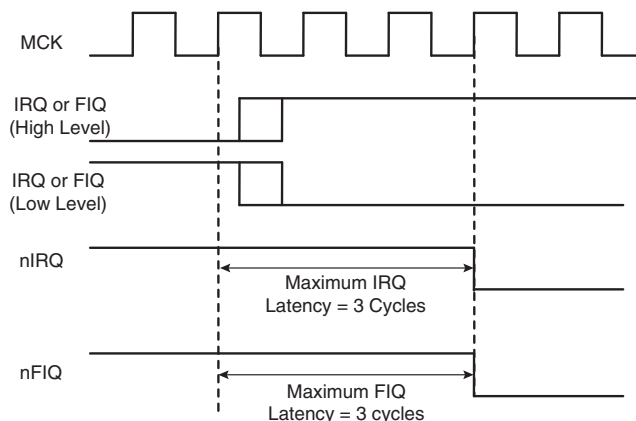 MCK
IRQ or FIQ
(High Level)
IRQ or FIQ
(Low Level)
nIRQ
Maximum IRQ
Latency = 3 Cycles
nFIQ
Maximum FIQ
Latency = 3 cycles